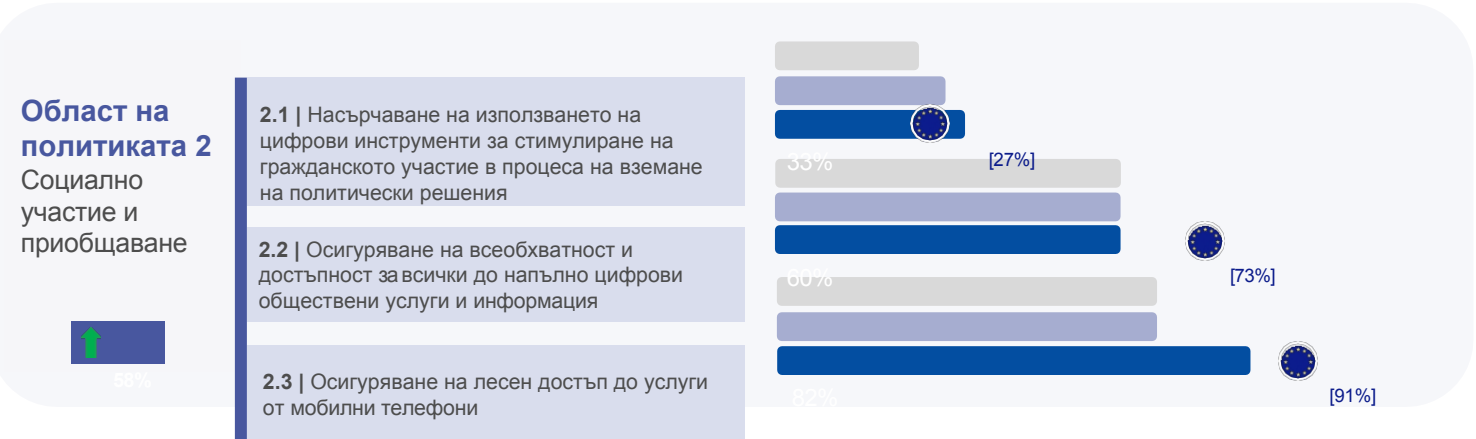 Област на
политиката 2
Социално
участие и
приобщаване
58%
2.1 | Насърчаване на използването на
цифрови инструменти за стимулиране на
гражданското участие в процеса на вземане
на политически решения
33%
[27%]
2.2 | Осигуряване на всеобхватност и
достъпност за всички до напълно цифрови
обществени услуги и информация
60%
[73%]
2.3 | Осигуряване на лесен достъп до услуги
от мобилни телефони
82%
[91%]